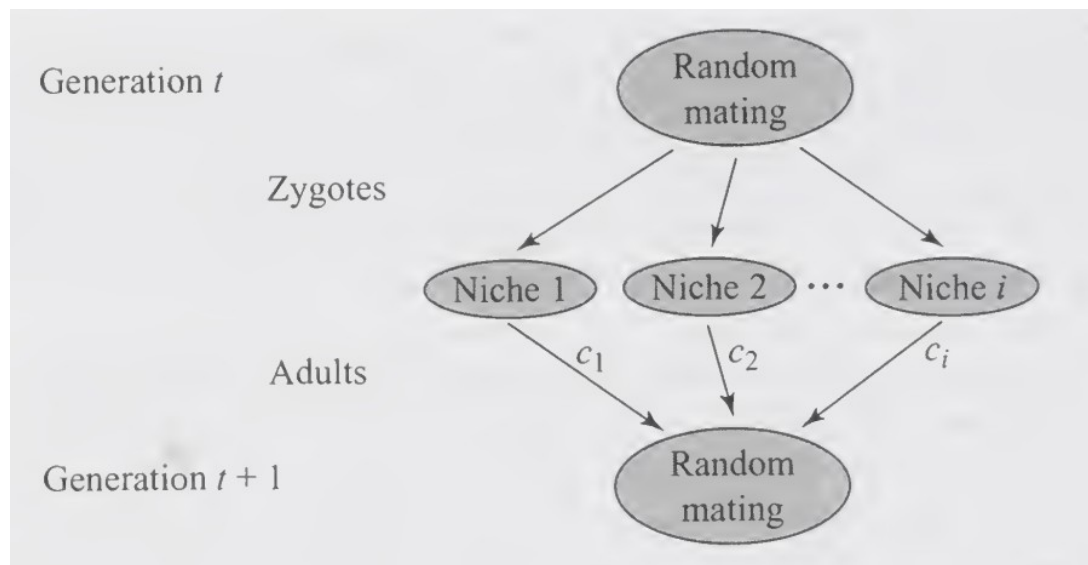 Generation t
Random
mating
Zygotes
Niche 1
Niche 2
...
Niche i
c1
c2
ci
Adults
Generation t + 1
Random
mating